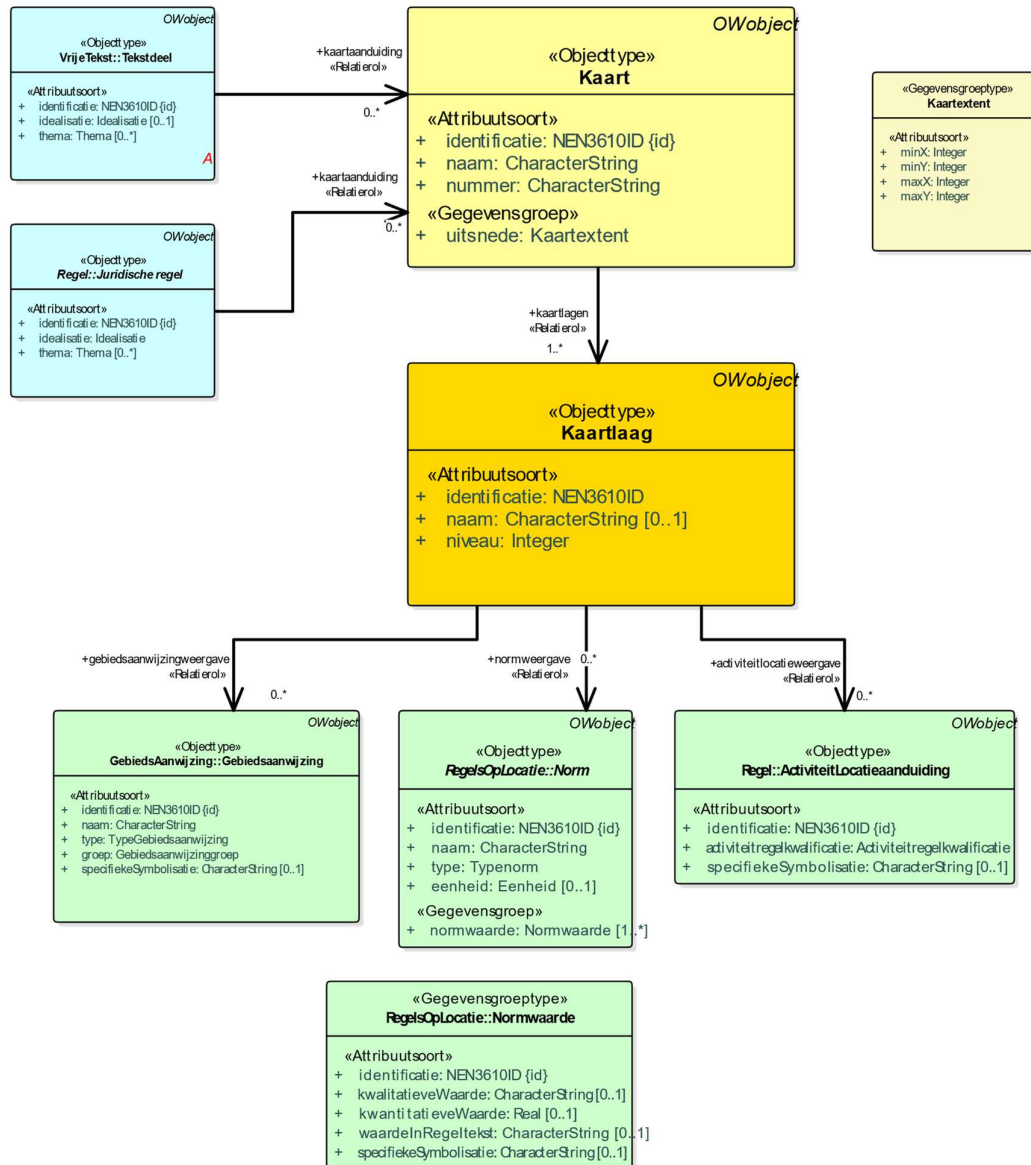 OWobject
«Objecttype»
VrijeTekst::Tekstdeel
«Attribuutsoort»
+ identificatie: NEN3610ID {id}
+ idealisatie: Idealisatie [0..1]
+ thema: Thema [0..*]
A
+kaartaanduiding
«Relatierol»
0..*
OWobject
«Objecttype»
Kaart
«Attribuutsoort»
+ identificatie: NEN3610ID {id}
+ naam: CharacterString
+ nummer: CharacterString
«Gegevensgroep»
+ uitsnede: Kaartextent
«Gegevensgroeptype»
Kaartextent
«Attribuutsoort»
+ minX: Integer
+ minY: Integer
+ maxX: Integer
+ maxY: Integer
+kaartaanduiding
«Relatierol»
0..*
OWobject
«Objecttype»
Regel::Juridische regel
«Attribuutsoort»
+ identificatie: NEN3610ID {id}
+ idealisatie: Idealisatie
+ thema: Thema [0..*]
+kaartlagen
«Relatierol»
1..*
OWobject
«Objecttype»
Kaartlaag
«Attribuutsoort»
+ identificatie: NEN3610ID
+ naam: CharacterString [0..1]
+ niveau: Integer
+gebiedsaanwijzingweergave
«Relatierol»
0..*
+normweergave 0..*
«Relatierol»
+activiteitlocatieweergave
«Relatierol»
0..*
OWobject
«Objecttype»
GebiedsAanwijzing::Gebiedsaanwijzing
«Attribuutsoort»
+ identificatie: NEN3610ID {id}
+ naam: CharacterString
+ type: TypeGebiedsaanwijzing
+ groep: Gebiedsaanwijzinggroep
+ specifiekeSymbolisatie: CharacterString [0..1]
OWobject
«Objecttype»
RegelsOpLocatie::Norm
«Attribuutsoort»
+ identificatie: NEN3610ID {id}
+ naam: CharacterString
+ type: Typenorm
+ eenheid: Eenheid [0..1]
«Gegevensgroep»
+ normwaarde: Normwaarde [1..*]
OWobject
«Objecttype»
Regel::ActiviteitLocatieaanduiding
«Attribuutsoort»
+ identificatie: NEN3610ID {id}
+ activiteitregelkwalificatie: Activiteitregelkwalificatie
+ specifiekeSymbolisatie: CharacterString [0..1]
«Gegevensgroeptype»
RegelsOpLocatie::Normwaarde
«Attribuutsoort»
+ identificatie: NEN3610ID {id}
+ kwalitatieveWaarde: CharacterString [0..1]
+ kwantitatieveWaarde: Real [0..1]
+ waardeInRegeltekst: CharacterString [0..1]
+ specifiekeSymbolisatie: CharacterString [0..1]